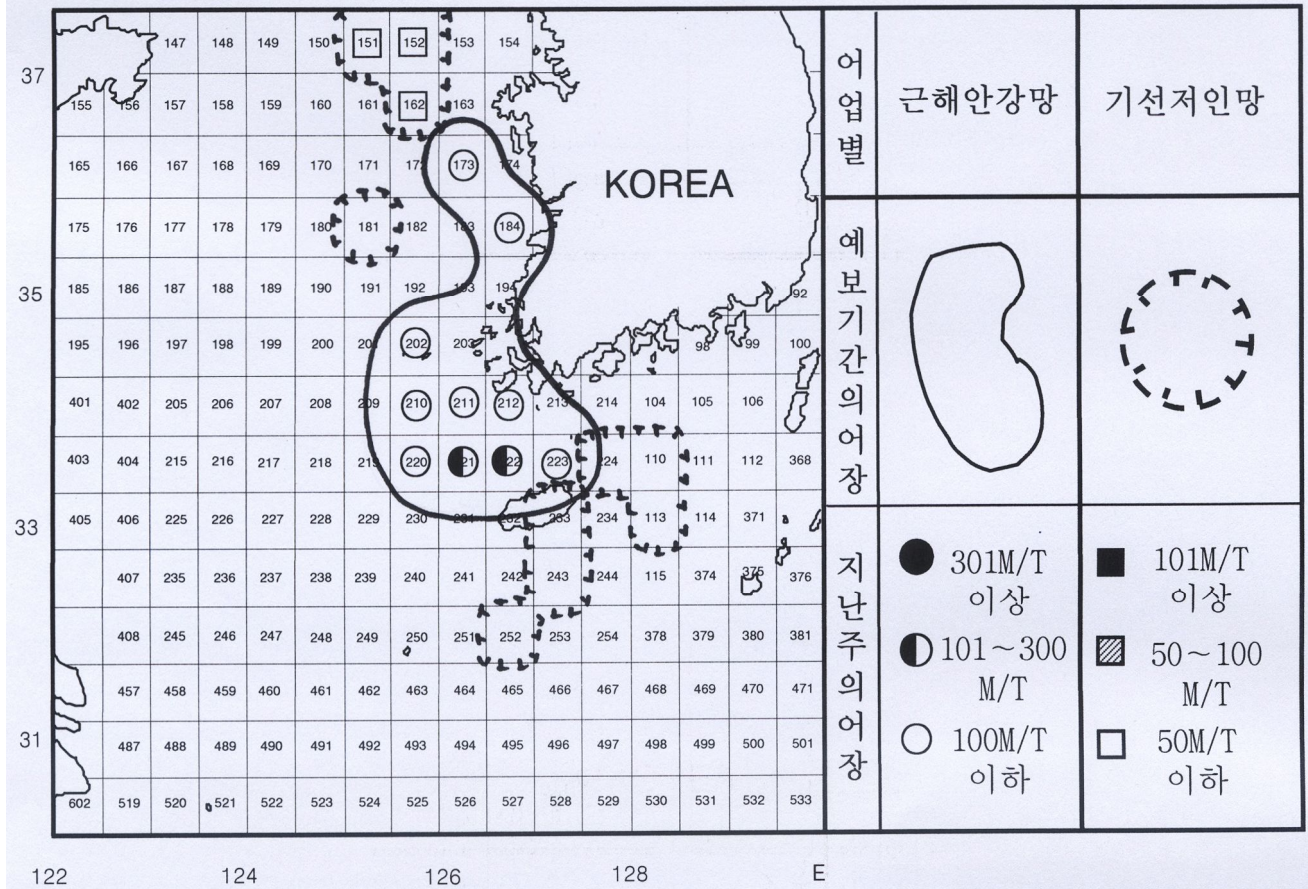 147 148 149 150 151 152 153 154
37
155 156 157 158 159 160 161 162 163
165 166 167 168 169 170 171 172 173 174
KOREA
175 176 177 178 179 180 181 182 183 184
35
185 186 187 188 189 190 191 192 193 194 92
195 196 197 198 199 200 201 202 203 98 99 100
401 402 205 206 207 208 209 210 211 212 213 214 104 105 106
403 404 215 216 217 218 219 220 221 222 223 224 110 111 112 368
33
405 406 225 226 227 228 229 230 231 232 233 234 113 114 371
407 235 236 237 238 239 240 241 242 243 244 115 374 375 376
408 245 246 247 248 249 250 251 252 253 254 378 379 380 381
457 458 459 460 461 462 463 464 465 466 467 468 469 470 471
31
487 488 489 490 491 492 493 494 495 496 497 498 499 500 501
602 519 520 521 522 523 524 525 526 527 528 529 530 531 532 533
122 124 126 128 E
어업별
근해안강망
기선저인망
예보기간의어장
지난주의어장
301M/T
이상
101～300
M/T
100M/T
이하
101M/T
이상
50～100
M/T
50M/T
이하